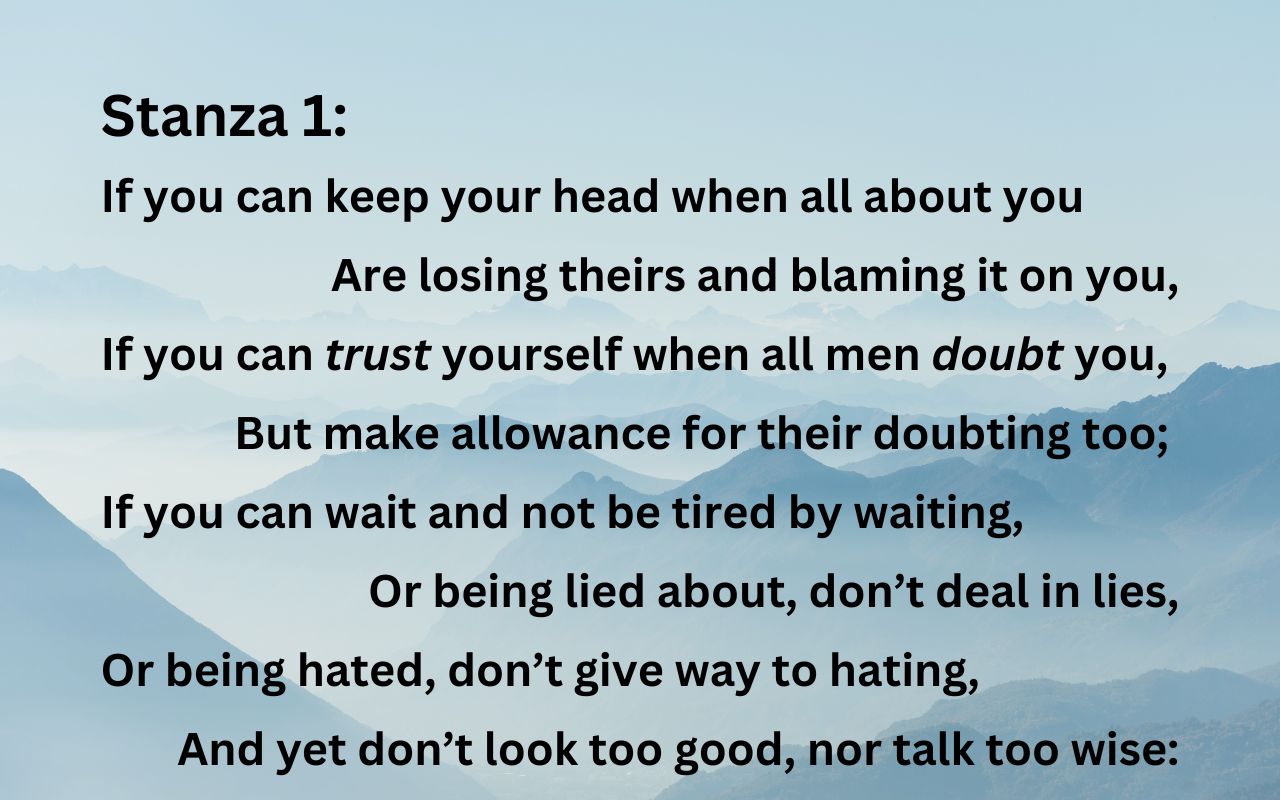 Stanza 1:
If you can keep your head when all about you
Are losing theirs and blaming it on you,
If you can trust yourself when all men doubt you,
But make allowance for their doubting too;
If you can wait and not be tired by waiting,
Or being lied about, don’t deal in lies,
Or being hated, don’t give way to hating,
And yet don’t look too good, nor talk too wise: